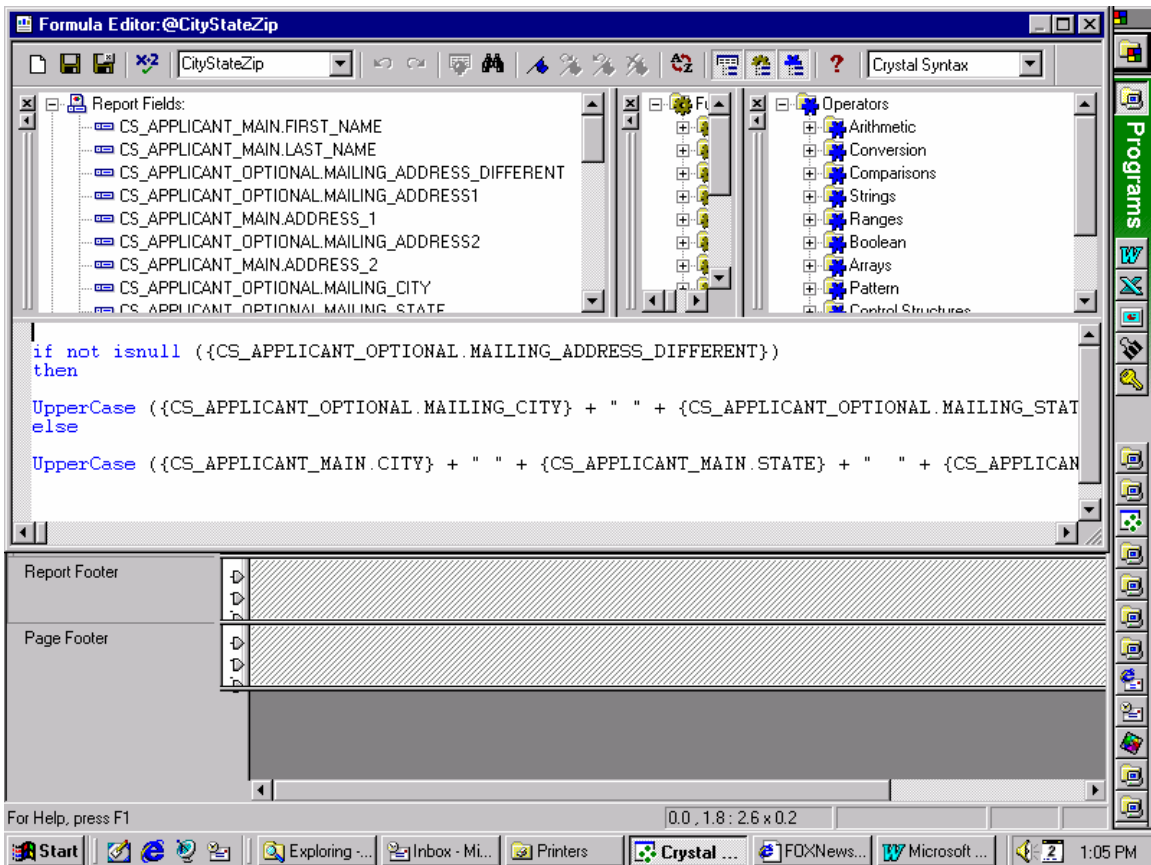 Formula Editor:@CityStateZip
CityStateZip
Crystal Syntax
Report Fields:
CS_APPLICANT_MAIN.FIRST_NAME
CS_APPLICANT_MAIN.LAST_NAME
CS_APPLICANT_OPTIONAL.MAILING_ADDRESS_DIFFERENT
CS_APPLICANT_OPTIONAL.MAILING_ADDRESS1
CS_APPLICANT_MAIN.ADDRESS_1
CS_APPLICANT_OPTIONAL.MAILING_ADDRESS2
CS_APPLICANT_MAIN.ADDRESS_2
CS_APPLICANT_OPTIONAL.MAILING_CITY
CS_APPLICANT_OPTIONAL.MAILING_STATE
Operators
Arithmetic
Conversion
Comparisons
Strings
Ranges
Boolean
Arrays
Pattern
Control Structures
if not isnull ({CS_APPLICANT_OPTIONAL.MAILING_ADDRESS_DIFFERENT})
then
UpperCase ({CS_APPLICANT_OPTIONAL.MAILING_CITY} + " " + {CS_APPLICANT_OPTIONAL.MAILING_STAT
else
UpperCase ({CS_APPLICANT_MAIN.CITY} + " " + {CS_APPLICANT_MAIN.STATE} + "  " + {CS_APPLICAN
Report Footer
Page Footer
For Help, press F1
0.0 , 1.8 : 2.6 x 0.2
Programs
Start
Exploring -...
Inbox - Mi...
Printers
Crystal ...
FOXNews...
Microsoft ...
1:05 PM